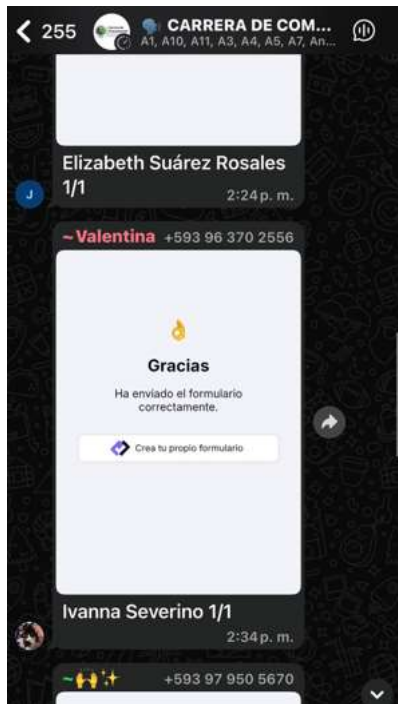 255
🗣 CARRERA DE COM...
A1, A10, A11, A3, A4, A5, A7, An...
Elizabeth Suárez Rosales
1/1
2:24 p. m.
J
~Valentina +593 96 370 2556
👌
Gracias
Ha enviado el formulario
correctamente.
Crea tu propio formulario
Ivanna Severino 1/1
2:34 p. m.
~🙌✨ +593 97 950 5670